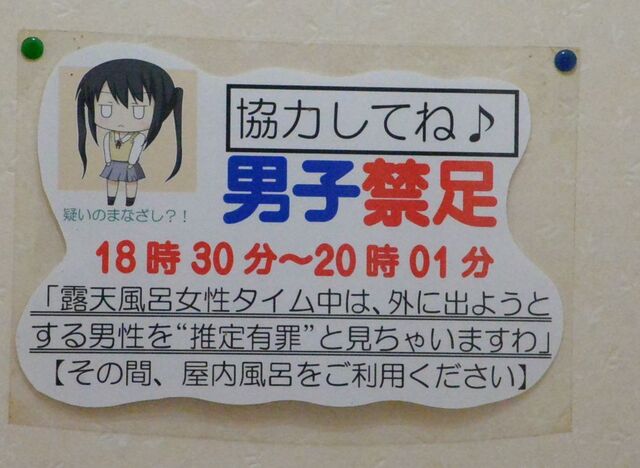 協力してね♪
男子禁足
疑いのまなざし?!
18時30分～20時01分
「露天風呂女性タイム中は、外に出ようと
する男性を“推定有罪”と見ちゃいますわ」
【その間、屋内風呂をご利用ください】